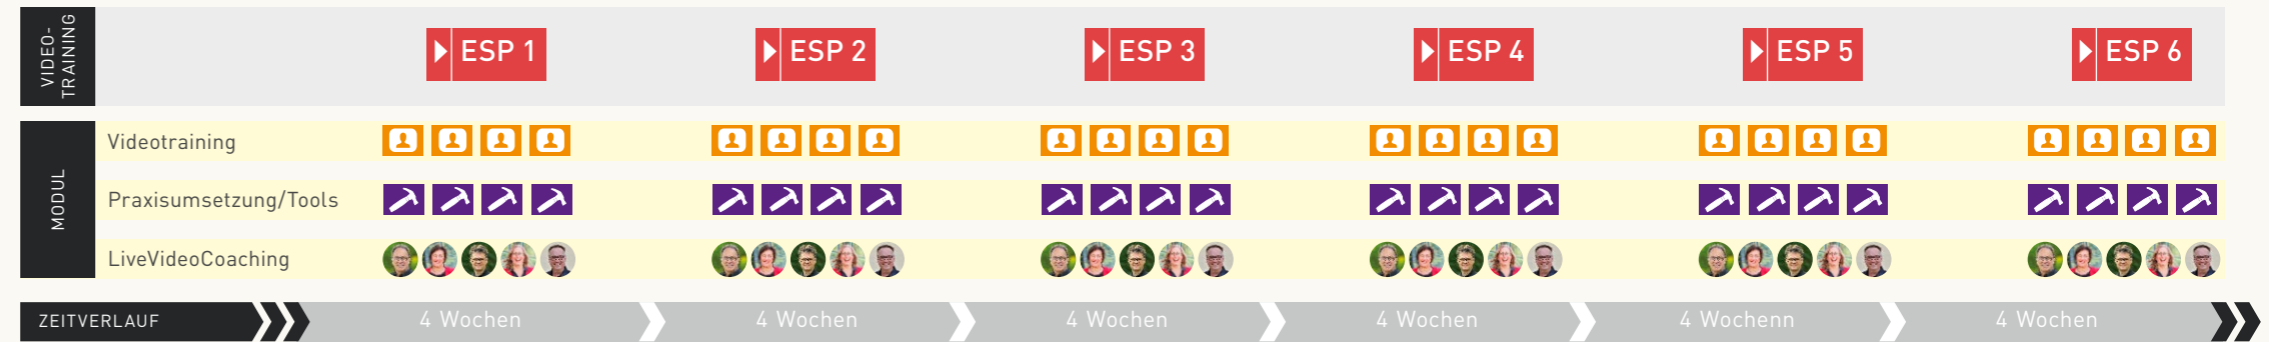 VIDEO-
TRAINING
ESP 1
ESP 2
ESP 3
ESP 4
ESP 5
ESP 6
MODUL
Videotraining
Praxisumsetzung/Tools
LiveVideoCoaching
ZEITVERLAUF
4 Wochen
4 Wochen
4 Wochen
4 Wochen
4 Wochenn
4 Wochen